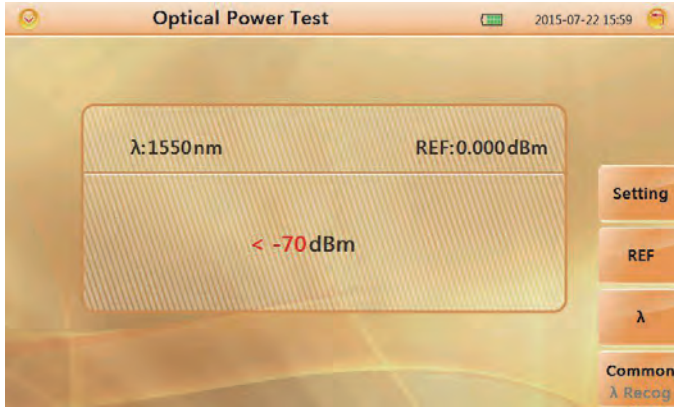 Optical Power Test
2015-07-22 15:59
λ:1550nm
REF:0.000dBm
< -70dBm
Setting
REF
λ
Common
λ Recog